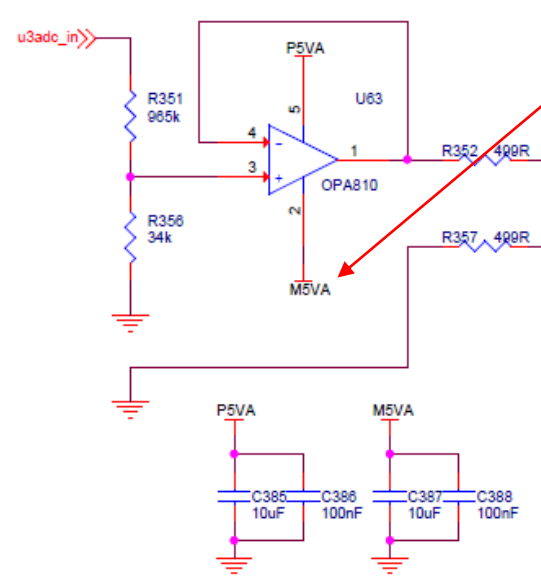 u3adc_in
P5VA
R351
965k
U63
5
4
-
3
+
1
OPA810
2
R352 499R
R356
34k
R357 499R
M5VA
P5VA
M5VA
C385
10uF
C386
100nF
C387
10uF
C388
100nF